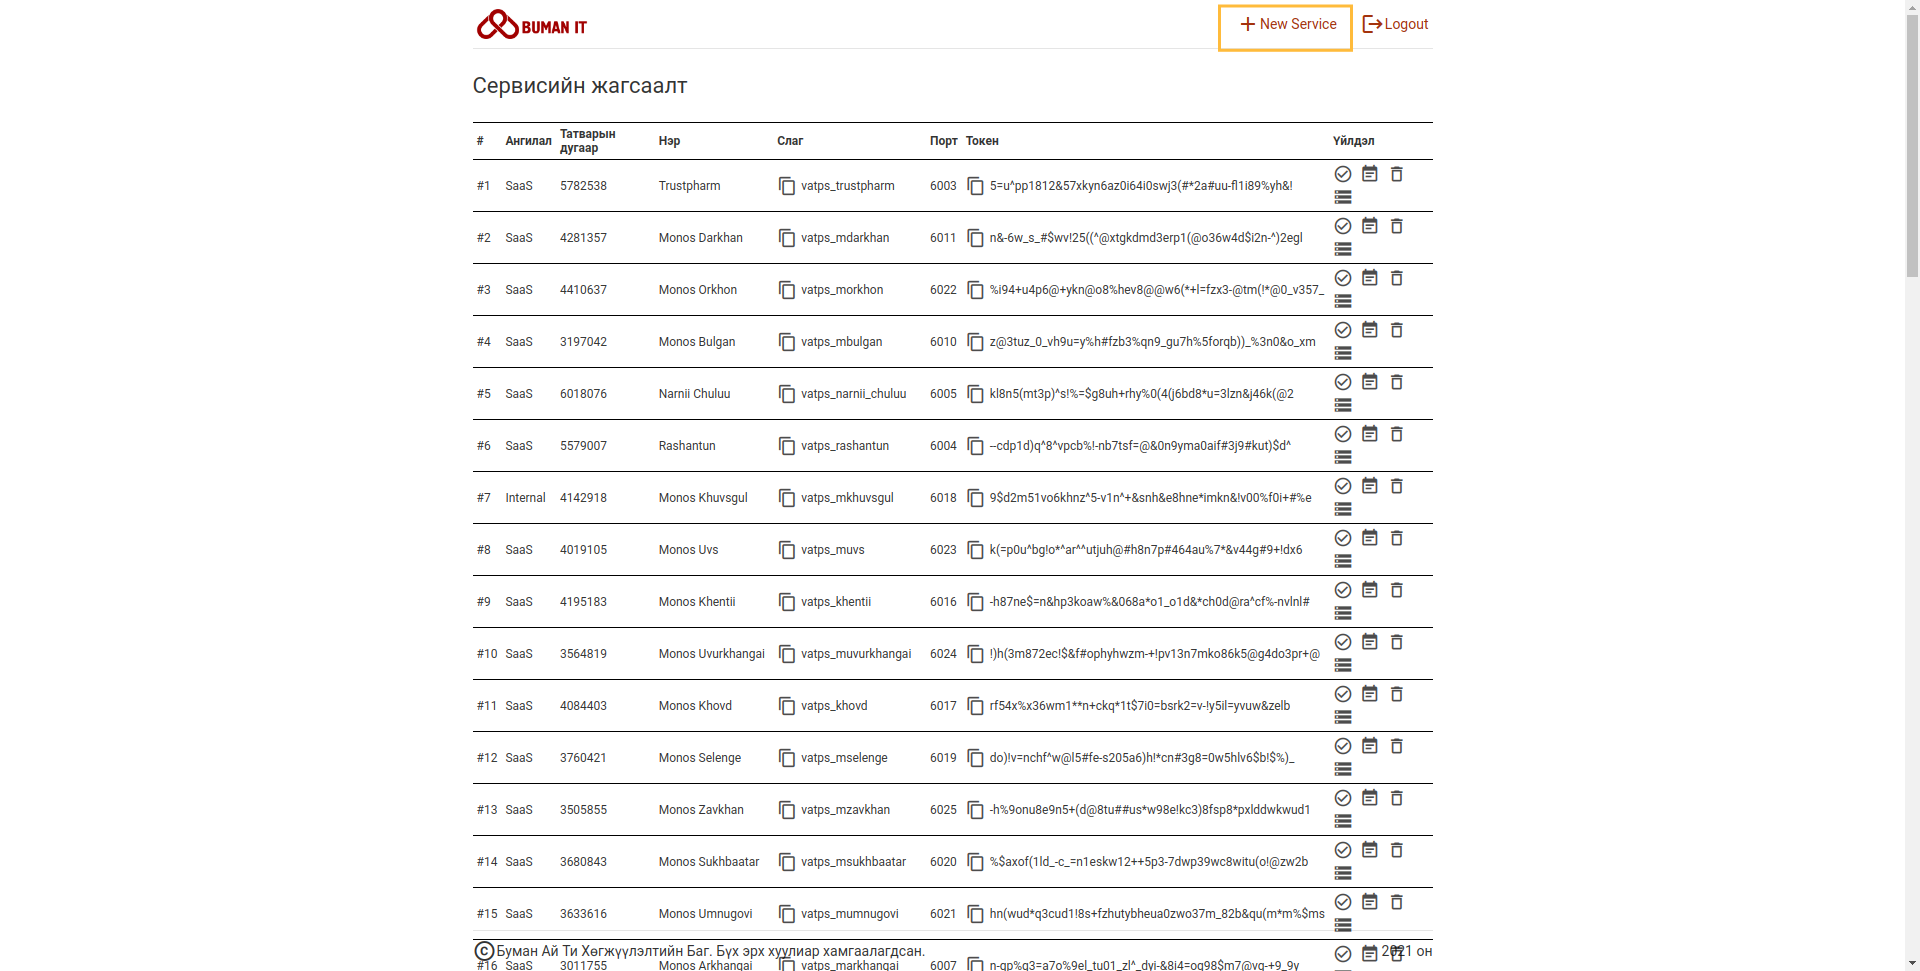 BUMAN IT
New Service
Logout
Сервисийн жагсаалт
# Ангилал Татварын дугаар Нэр Слаг Порт Токен Үйлдэл
#1 SaaS 5782538 Trustpharm vatps_trustpharm 6003 5=u^pp1812&57xkyn6az0i64i0swj3(#*2a#uu-fl1i89%yh&!
#2 SaaS 4281357 Monos Darkhan vatps_mdarkhan 6011 n&-6w_s_#$wv!25((^@xtgkdmd3erp1(@o36w4d$i2n-^)2egl
#3 SaaS 4410637 Monos Orkhon vatps_morkhon 6022 %i94+u4p6@+ykn@o8%hev8@@w6(*+l=fzx3-@tm(!*@0_v357_
#4 SaaS 3197042 Monos Bulgan vatps_mbulgan 6010 z@3tuz_0_vh9u=y%h#fzb3%qn9_gu7h%5forqb))_%3n0&o_xm
#5 SaaS 6018076 Narnii Chuluu vatps_narnii_chuluu 6005 kl8n5(mt3p)^s!%=$g8uh+rhy%0(4(j6bd8*u=3lzn&j46k(@2
#6 SaaS 5579007 Rashantun vatps_rashantun 6004 --cdp1d)q^8^vpcb%!-nb7tsf=@&0n9yma0aif#3j9#kut)$d^
#7 Internal 4142918 Monos Khuvsgul vatps_mkhuvsgul 6018 9$d2m51vo6khnz^5-v1n^+&snh&e8hne*imkn&!v00%f0i+#%e
#8 SaaS 4019105 Monos Uvs vatps_muvs 6023 k(=p0u^bg!o*^ar^^utjuh@#h8n7p#464au%7*&v44g#9+!dx6
#9 SaaS 4195183 Monos Khentii vatps_khentii 6016 -h87ne$=n&hp3koaw%&068a*o1_o1d&*ch0d@ra^cf%-nvlnl#
#10 SaaS 3564819 Monos Uvurkhangai vatps_muvurkhangai 6024 !)h(3m872ec!$&f#ophyhwzm-+!pv13n7mko86k5@g4do3pr+@
#11 SaaS 4084403 Monos Khovd vatps_khovd 6017 rf54x%x36wm1**n+ckq*1t$7i0=bsrk2=v-!y5il=yvuw&zelb
#12 SaaS 3760421 Monos Selenge vatps_mselenge 6019 do)!v=nchf^w@l5#fe-s205a6)h!*cn#3g8=0w5hlv6$b!$%)_
#13 SaaS 3505855 Monos Zavkhan vatps_mzavkhan 6025 -h%9onu8e9n5+(d@8tu##us*w98e!kc3)8fsp8*pxlddwkwud1
#14 SaaS 3680843 Monos Sukhbaatar vatps_msukhbaatar 6020 %$axof(1ld_-c_=n1eskw12++5p3-7dwp39wc8witu(o!@zw2b
#15 SaaS 3633616 Monos Umnugovi vatps_mumnugovi 6021 hn(wud*q3cud1!8s+fzhutybheua0zwo37m_82b&qu(m*m%$ms
© Буман Ай Ти Хөгжүүлэлтийн Баг. Бүх эрх хуулиар хамгаалагдсан. 2021 он
#16 SaaS 3011755 Monos Arkhangai vatps_markhangai 6007